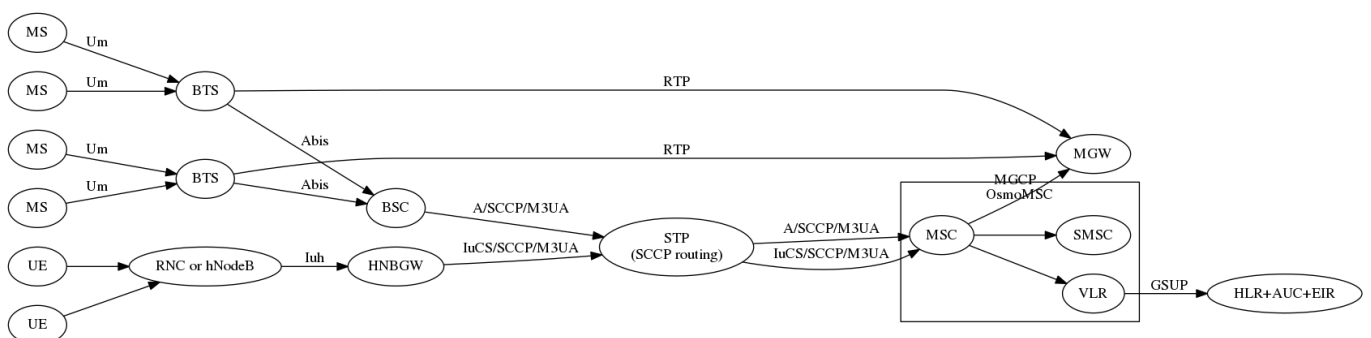 MS
Um
MS
Um
BTS
RTP
MS
Um
Abis
RTP
MGW
BTS
MS
Um
Abis
BSC
MGCP
OsmoMSC
A/SCCP/M3UA
STP
(SCCP routing)
A/SCCP/M3UA
MSC
SMSC
UE
RNC or hNodeB
Iuh
HNBGW
IuCS/SCCP/M3UA
IuCS/SCCP/M3UA
VLR
GSUP
HLR+AUC+EIR
UE